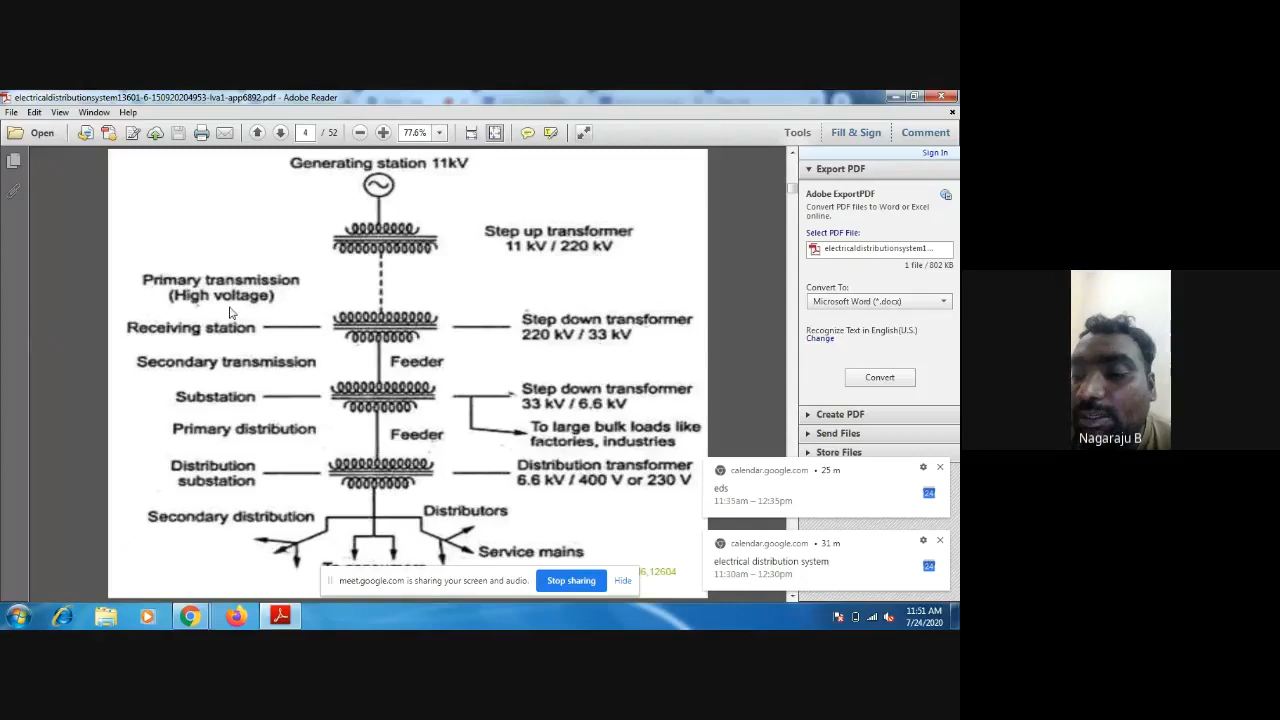 electricaldistributionsystem13601-6-150920204953-lva1-app6892.pdf - Adobe Reader
File Edit View Window Help
Open
4 / 52
77.6%
Tools
Fill & Sign
Comment
Sign In
Generating station 11kV
Step up transformer
11 kV / 220 kV
Primary transmission
(High voltage)
Receiving station
Step down transformer
220 kV / 33 kV
Secondary transmission
Feeder
Substation
Step down transformer
33 kV / 6.6 kV
Primary distribution
Feeder
To large bulk loads like
factories, industries
Distribution
substation
Distribution transformer
6.6 kV / 400 V or 230 V
Secondary distribution
Distributors
Service mains
6,12604
Export PDF
Adobe ExportPDF
Convert PDF files to Word or Excel
online.
Select PDF File:
electricaldistributionsystem1...
1 file / 802 KB
Convert To:
Microsoft Word (*.docx)
Recognize Text in English(U.S.)
Change
Convert
Create PDF
Send Files
Store Files
calendar.google.com • 25 m
eds
11:35am – 12:35pm
24
calendar.google.com • 31 m
electrical distribution system
11:30am – 12:30pm
24
meet.google.com is sharing your screen and audio.
Stop sharing
Hide
11:51 AM
7/24/2020
Nagaraju B